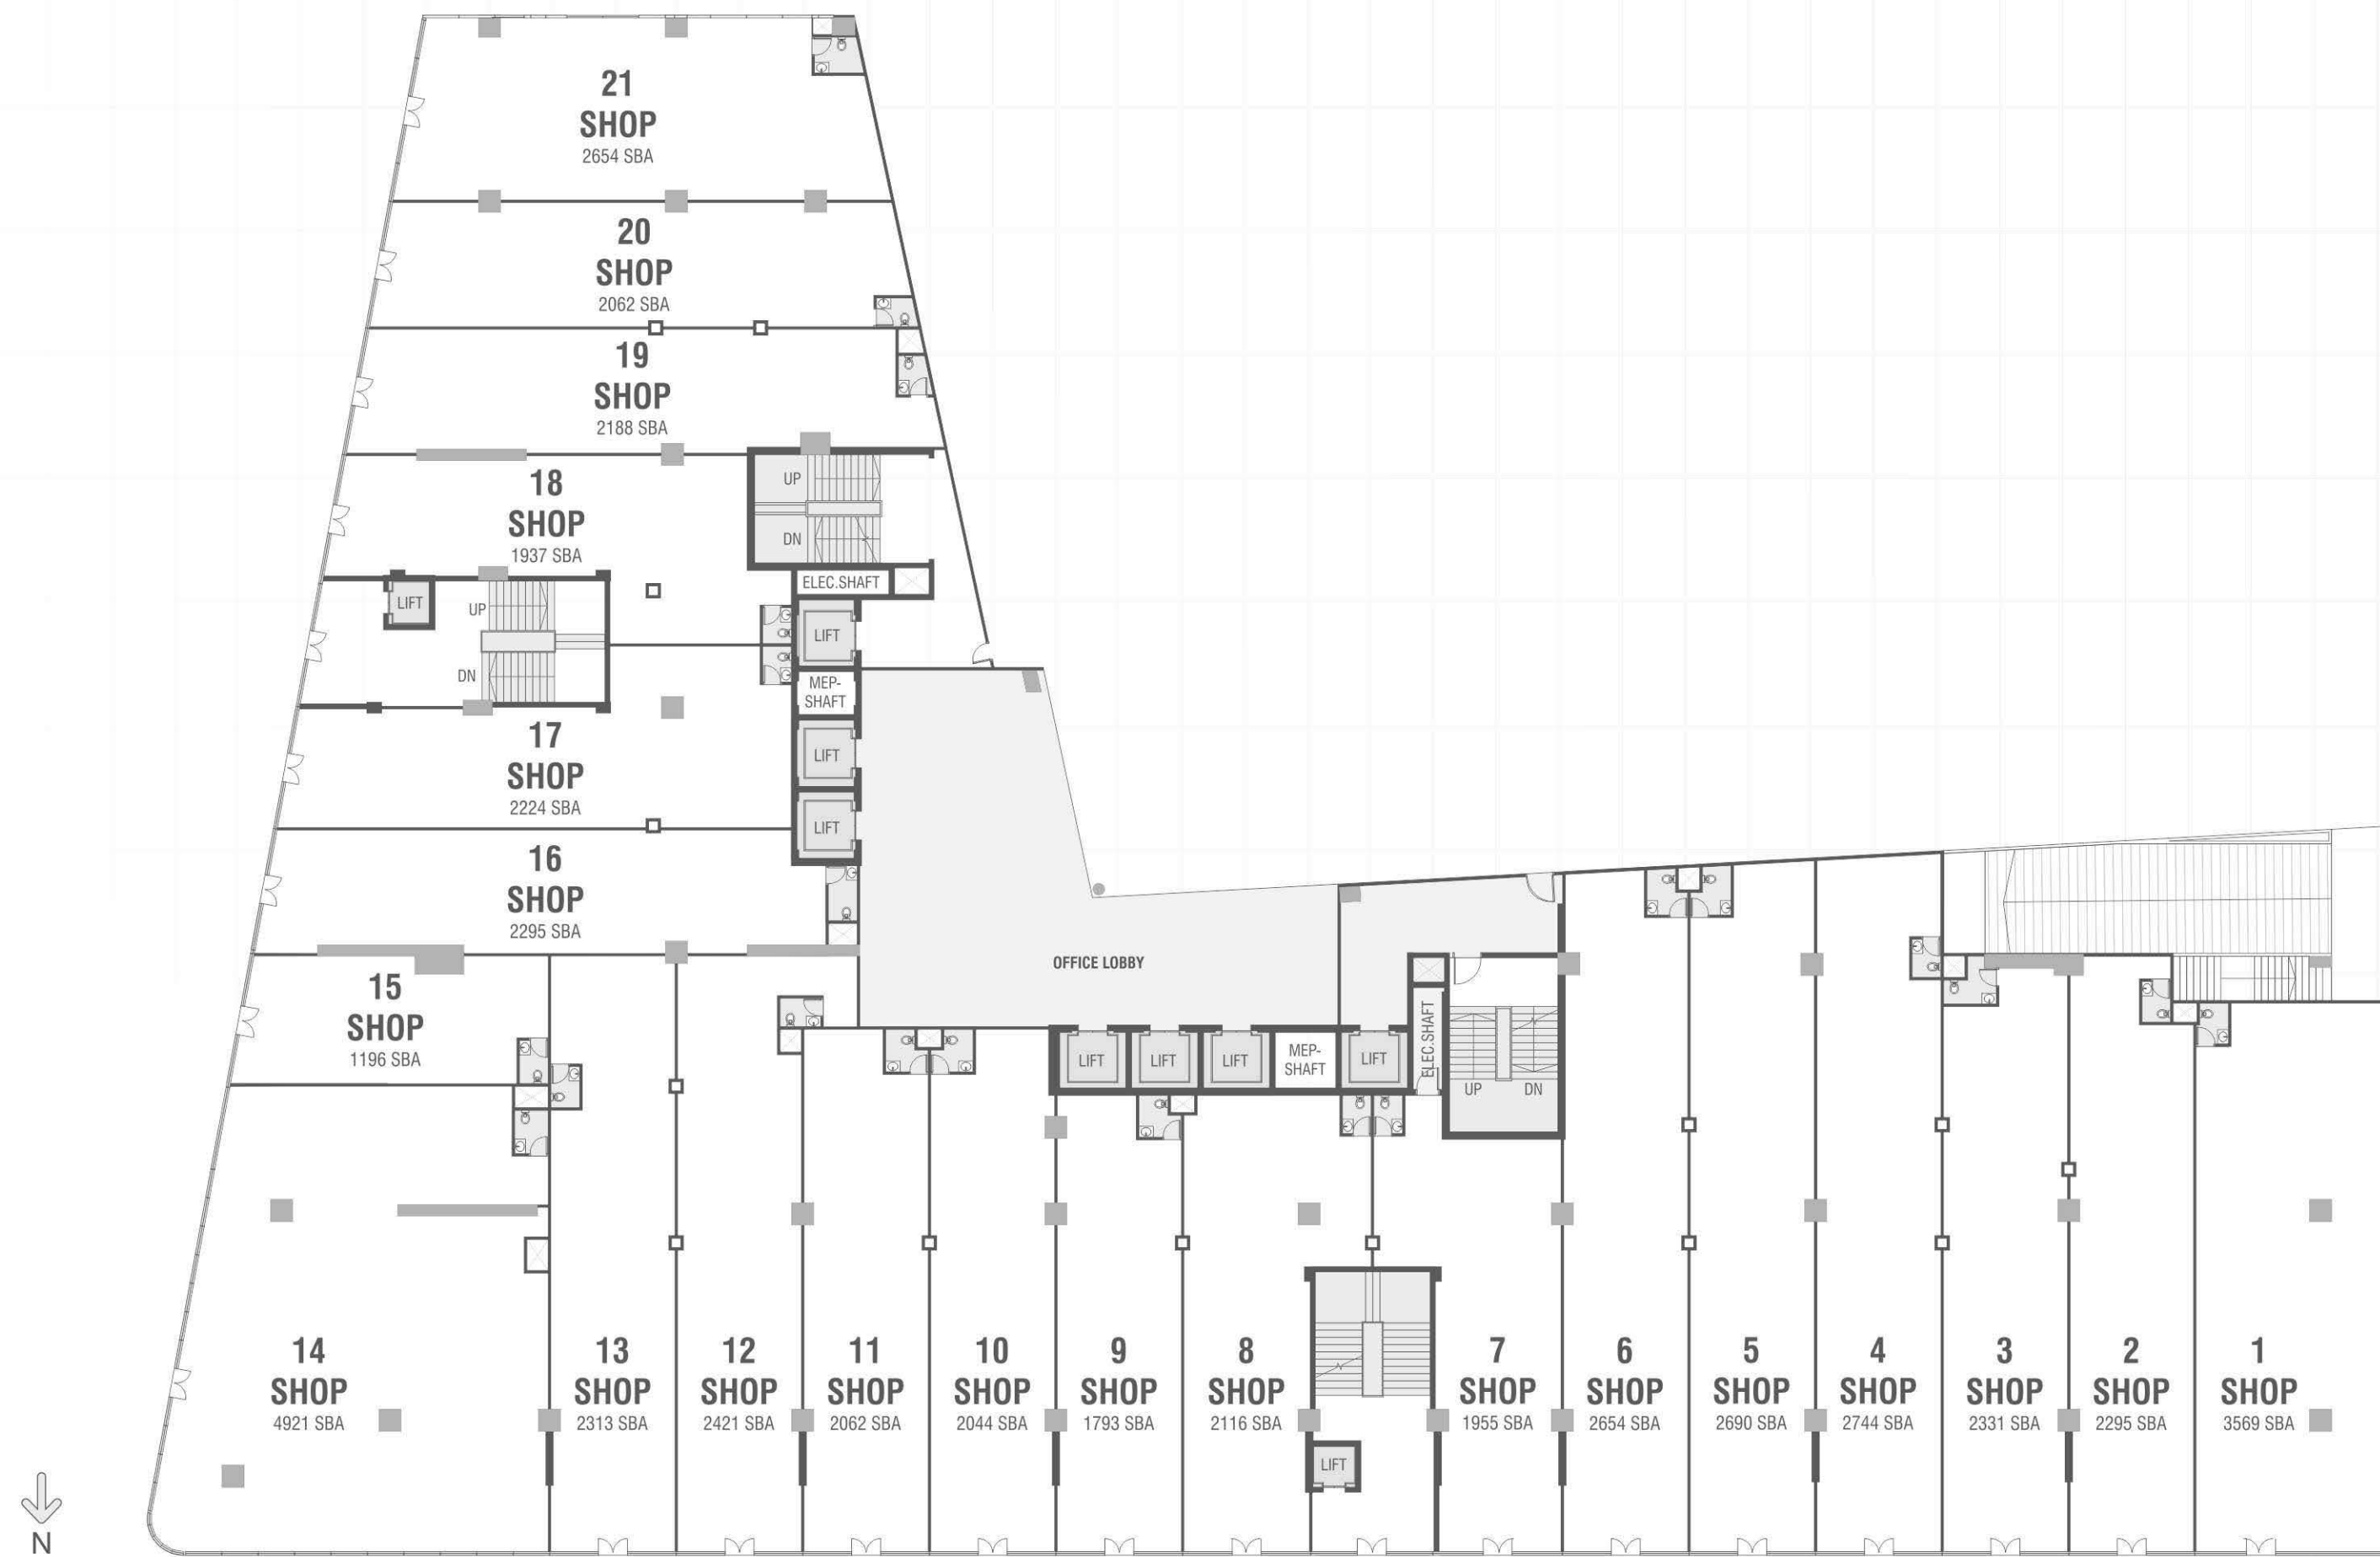 21
SHOP
2654 SBA
20
SHOP
2062 SBA
19
SHOP
2188 SBA
18
SHOP
1937 SBA
UP
DN
ELEC.SHAFT
LIFT
UP
DN
LIFT
MEP-
SHAFT
LIFT
LIFT
17
SHOP
2224 SBA
16
SHOP
2295 SBA
OFFICE LOBBY
15
SHOP
1196 SBA
LIFT
LIFT
LIFT
MEP-
SHAFT
LIFT
ELEC.SHAFT
UP
DN
14
SHOP
4921 SBA
13
SHOP
2313 SBA
12
SHOP
2421 SBA
11
SHOP
2062 SBA
10
SHOP
2044 SBA
9
SHOP
1793 SBA
8
SHOP
2116 SBA
7
SHOP
1955 SBA
6
SHOP
2654 SBA
5
SHOP
2690 SBA
4
SHOP
2744 SBA
3
SHOP
2331 SBA
2
SHOP
2295 SBA
1
SHOP
3569 SBA
LIFT
N